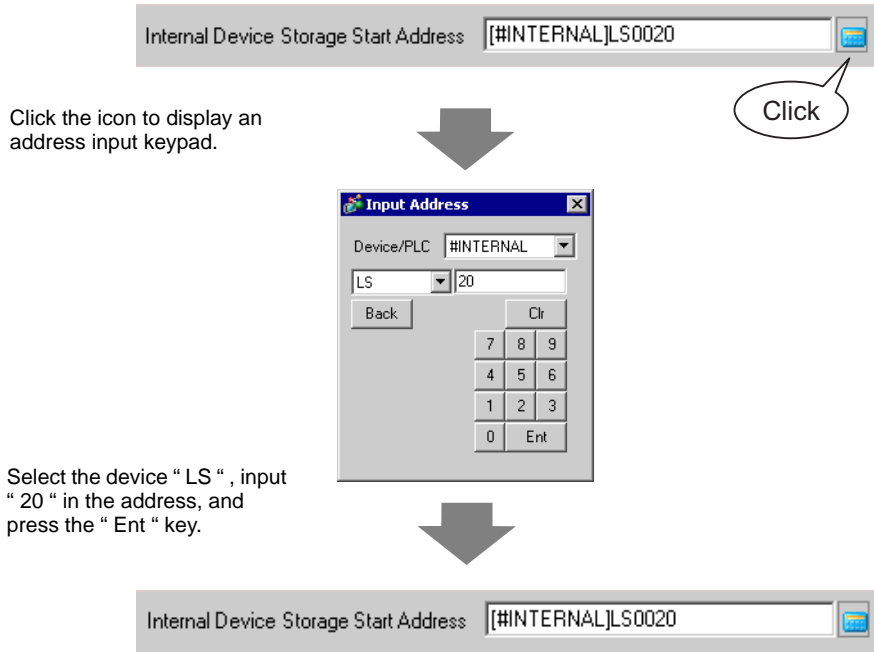 Internal Device Storage Start Address [#INTERNAL]LS0020
Click
Click the icon to display an
address input keypad.
Input Address
Device/PLC #INTERNAL
LS 20
Back Clr
7 8 9
4 5 6
1 2 3
0 Ent
Select the device “ LS “ , input
“ 20 “ in the address, and
press the “ Ent “ key.
Internal Device Storage Start Address [#INTERNAL]LS0020